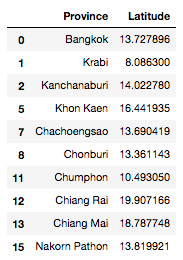 Province Latitude
0 Bangkok 13.727896
1 Krabi 8.086300
2 Kanchanaburi 14.022780
5 Khon Kaen 16.441935
7 Chachoengsao 13.690419
8 Chonburi 13.361143
11 Chumphon 10.493050
12 Chiang Rai 19.907166
13 Chiang Mai 18.787748
15 Nakorn Pathon 13.819921